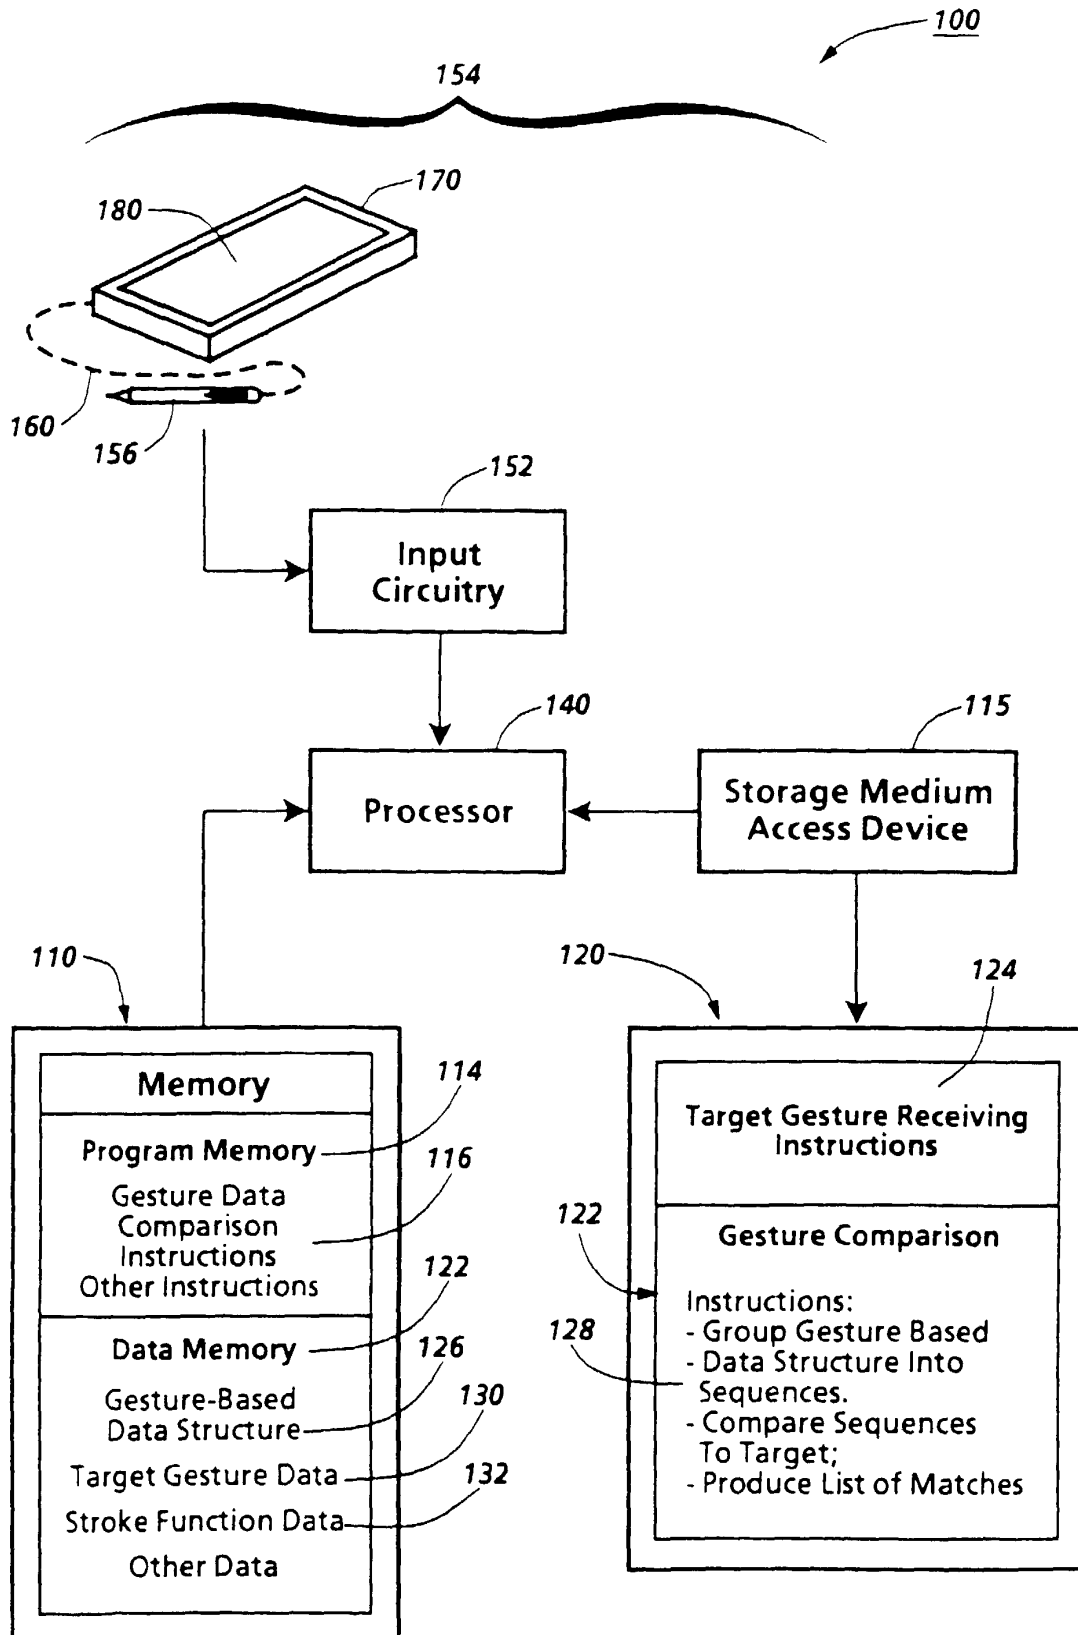 100
154
170
180
160
156
152
Input
Circuitry
140
115
Processor
Storage Medium
Access Device
110
120
124
Memory
114
Program Memory
116
Gesture Data
Comparison
Instructions
Other Instructions
122
Data Memory
126
Gesture-Based
Data Structure
130
Target Gesture Data
132
Stroke Function Data
Other Data
Target Gesture Receiving
Instructions
122
Gesture Comparison
Instructions:
- Group Gesture Based
128
- Data Structure Into
Sequences.
- Compare Sequences
To Target;
- Produce List of Matches